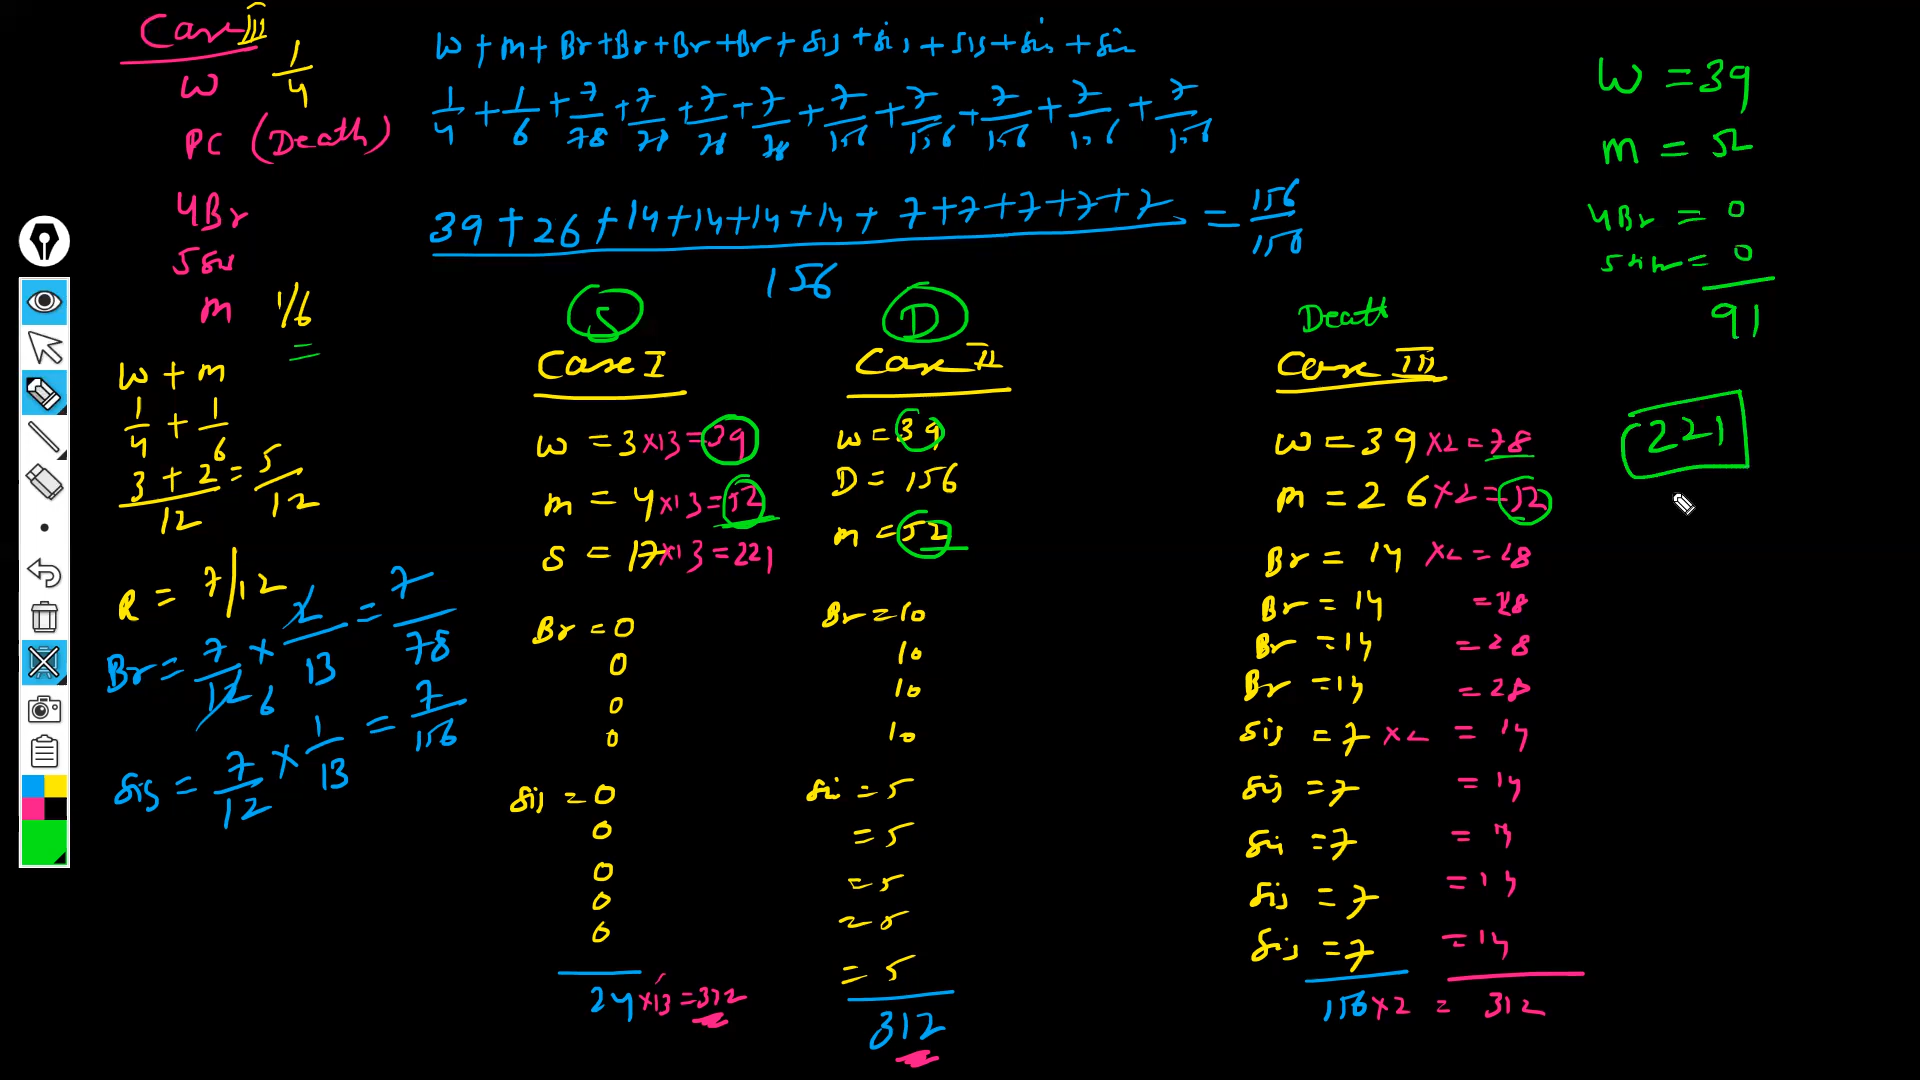 Case III
W 1/4
PC (Death)
4Br
5sis
m 1/6
W + m
1/4 + 1/6
3 + 2 / 12 = 5/12
R = 7/12
Br = 7/12 6 × 2/13 = 7/78
Sis = 7/12 × 1/13 = 7/156
W + m + Br + Br + Br + Br + Sis + sis + sis + sis + sis
1/4 + 1/6 + 7/78 + 7/78 + 7/78 + 7/78 + 7/156 + 7/156 + 7/156 + 7/156 + 7/156
39 + 26 + 14 + 14 + 14 + 14 + 7 + 7 + 7 + 7 + 7 / 156 = 156/156
S
Case I
W = 3 ×13 = 39
m = 4 ×13 = 52
S = 17 ×13 = 221
Br = 0
0
0
0
Sis = 0
0
0
0
0
24 ×13 = 312
D
Case II
W = 39
D = 156
m = 52
Br = 10
10
10
10
Sis = 5
= 5
= 5
= 5
= 5
312
Death
Case III
W = 39 ×2 = 78
m = 26 ×2 = 52
Br = 14 ×2 = 28
Br = 14 = 28
Br = 14 = 28
Br = 14 = 28
Sis = 7 ×2 = 14
Sis = 7 = 14
Sis = 7 = 14
Sis = 7 = 14
Sis = 7 = 14
156 ×2 = 312
W = 39
m = 52
4Br = 0
5sis = 0
91
221